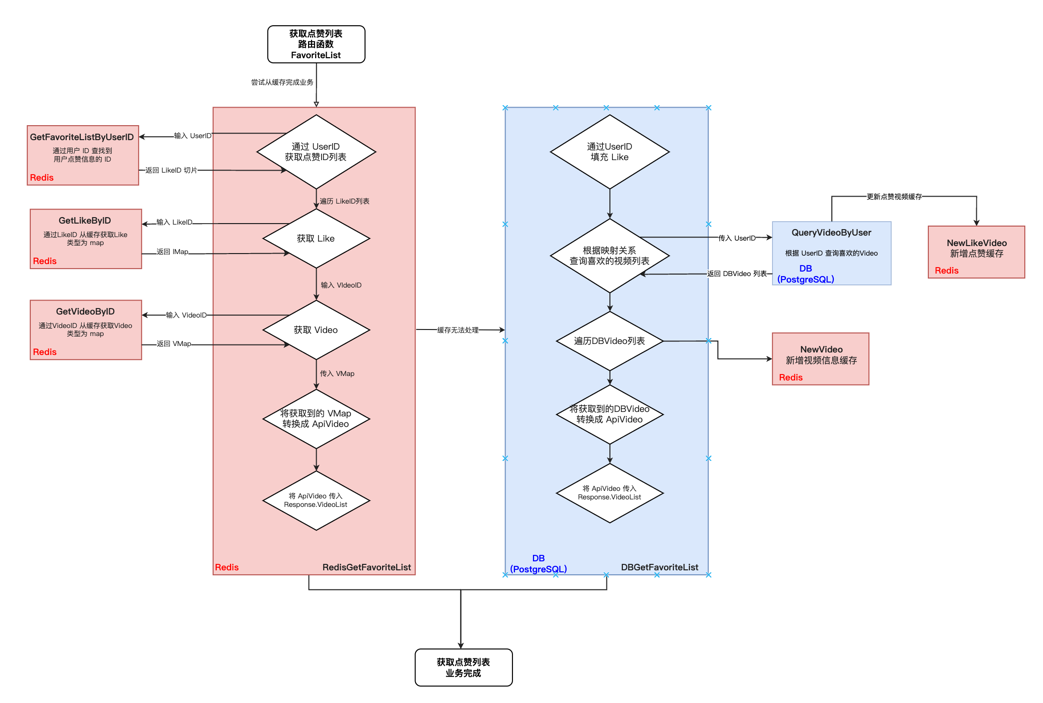 获取点赞列表
路由函数
FavoriteList
尝试从缓存完成业务
GetFavoriteListByUserID
通过用户 ID 查找到
用户点赞信息的 ID
Redis
输入 UserID
返回 LikeID 切片
通过 UserID
获取点赞ID列表
遍历 LikeID列表
GetLikeByID
通过LikeID 从缓存获取Like
类型为 map
Redis
输入 LikeID
返回 lMap
获取 Like
输入 VideoID
GetVideoByID
通过VideoID 从缓存获取Video
类型为 map
Redis
输入 VideoID
返回 VMap
获取 Video
传入 VMap
将获取到的 VMap
转换成 ApiVideo
将 ApiVideo 传入
Response.VideoList
Redis
RedisGetFavoriteList
缓存无法处理
通过UserID
填充 Like
根据映射关系
查询喜欢的视频列表
传入 UserID
返回 DBVideo 列表
QueryVideoByUser
根据 UserID 查询喜欢的Video
DB
(PostgreSQL)
更新点赞视频缓存
NewLikeVideo
新增点赞缓存
Redis
遍历DBVideo列表
NewVideo
新增视频信息缓存
Redis
将获取到的DBVideo
转换成 ApiVideo
将 ApiVideo 传入
Response.VideoList
DB
(PostgreSQL)
DBGetFavoriteList
获取点赞列表
业务完成